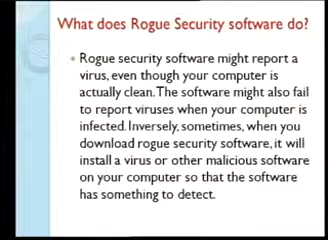 What does Rogue Security software do?
Rogue security software might report a
virus, even though your computer is
actually clean. The software might also fail
to report viruses when your computer is
infected. Inversely, sometimes, when you
download rogue security software, it will
install a virus or other malicious software
on your computer so that the software
has something to detect.